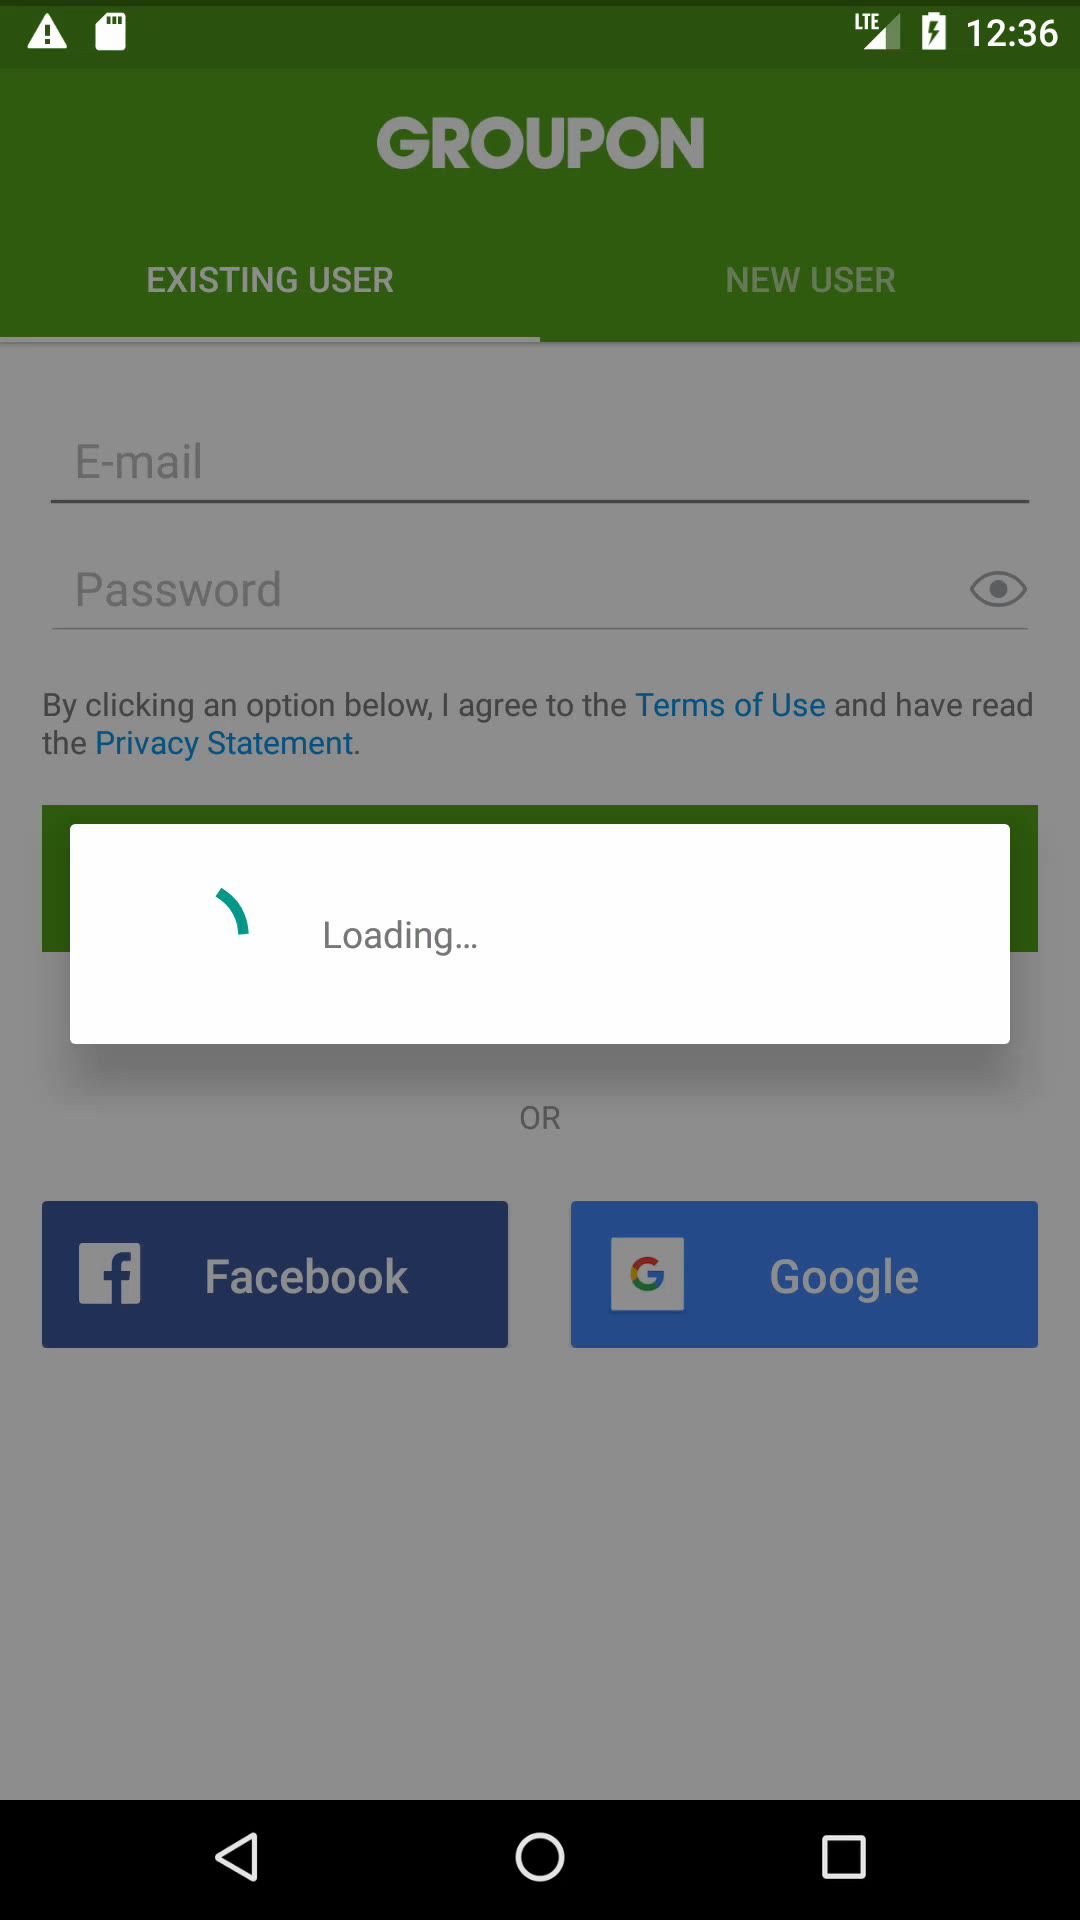 LTE 12:36
GROUPON
EXISTING USER NEW USER
E-mail
Password
By clicking an option below, I agree to the Terms of Use and have read
the Privacy Statement.
Loading...
OR
Facebook Google